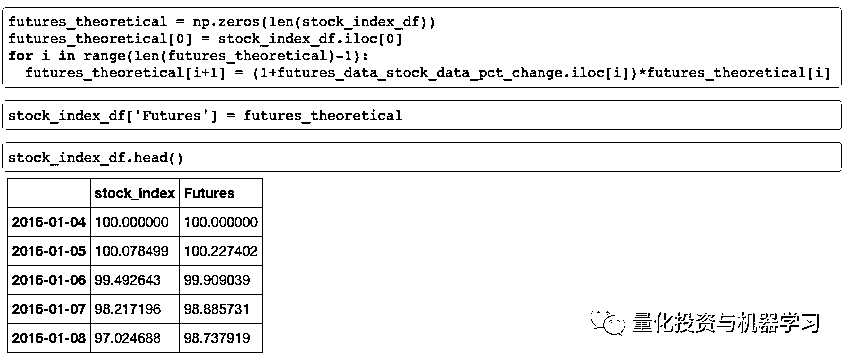 futures_theoretical = np.zeros(len(stock_index_df))
futures_theoretical[0] = stock_index_df.iloc[0]
for i in range(len(futures_theoretical)-1):
  futures_theoretical[i+1] = (1+futures_data_stock_data_pct_change.iloc[i])*futures_theoretical[i]
stock_index_df['Futures’] = futures_theoretical
stock_index_df.head()
stock_index Futures
2016-01-04 100.000000 100.000000
2016-01-05 100.078499 100.227402
2016-01-06 99.492643 99.909039
2016-01-07 98.217196 98.885731
2016-01-08 97.024688 98.737919
量化投资与机器学习